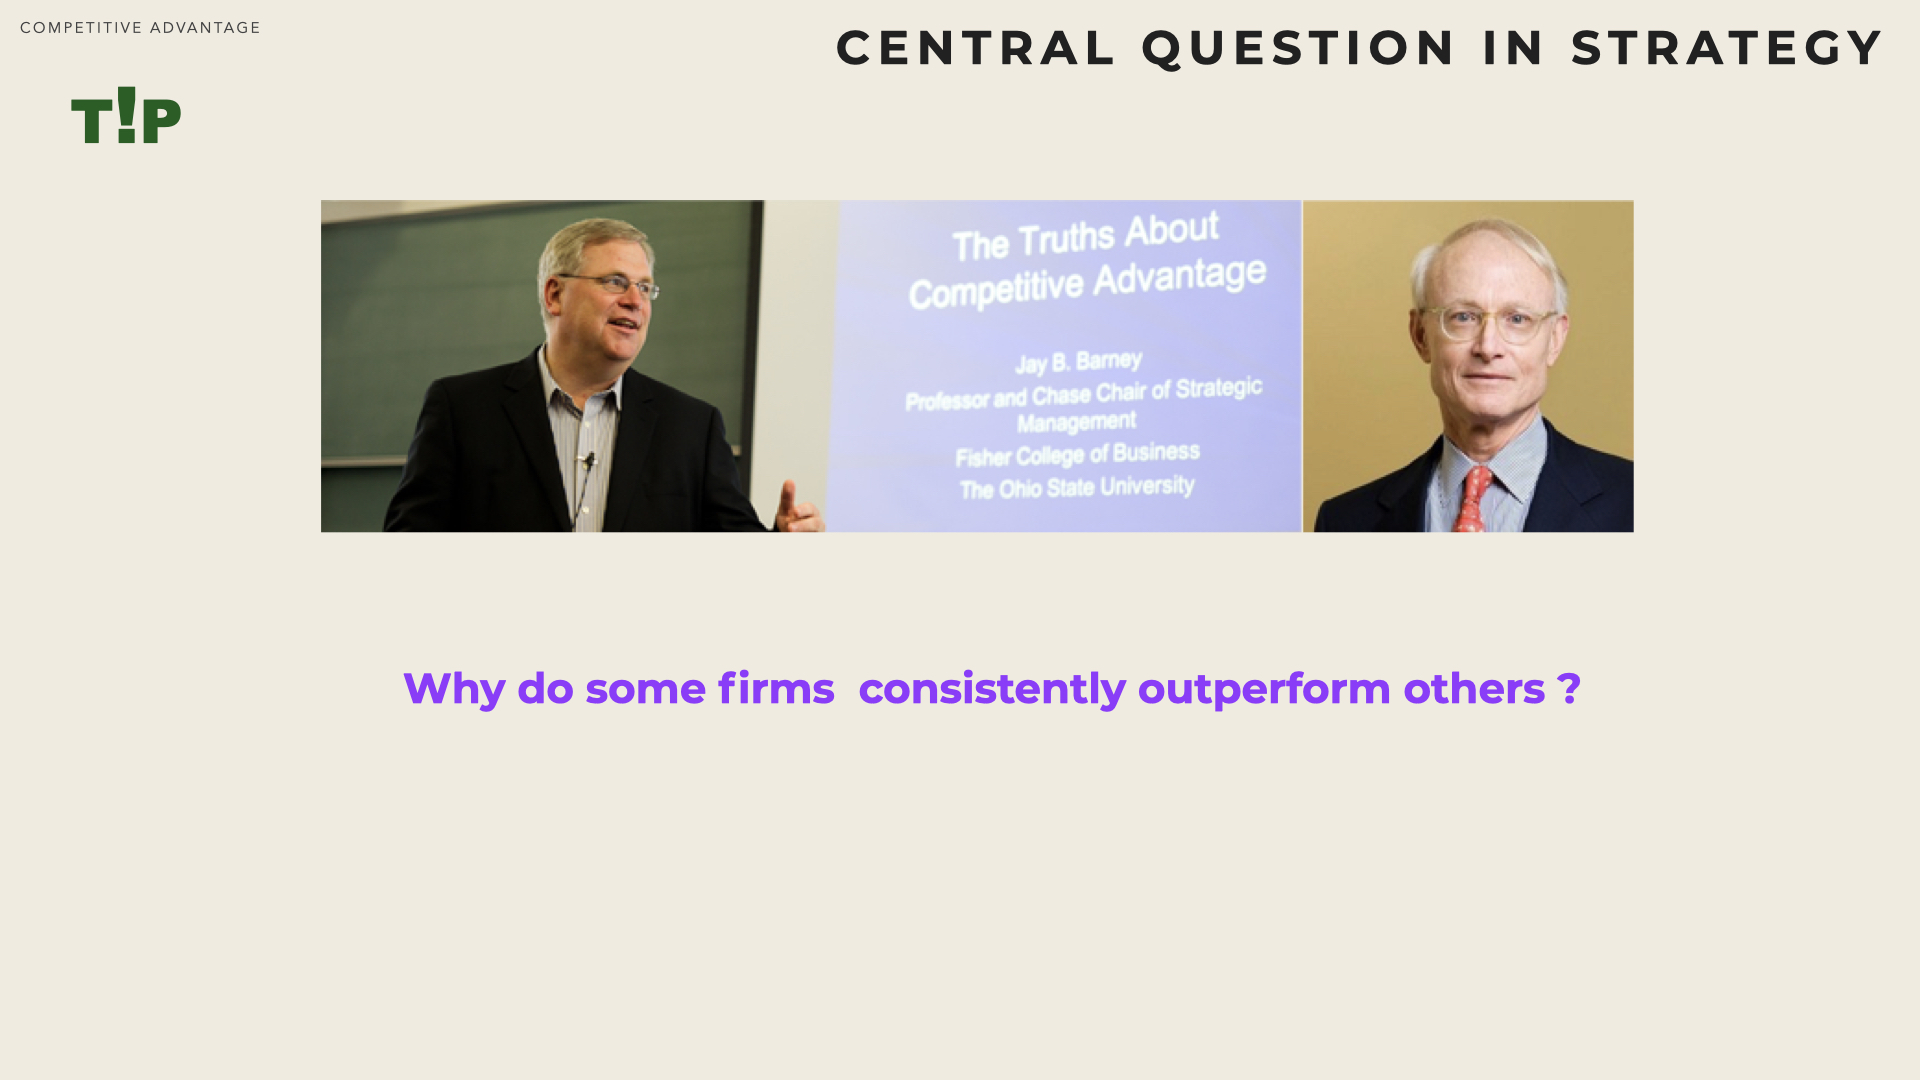 COMPETITIVE ADVANTAGE
CENTRAL QUESTION IN STRATEGY
T!P
The Truths About
Competitive Advantage
Jay B. Barney
Professor and Chase Chair of Strategic
Management
Fisher College of Business
The Ohio State University
Why do some firms  consistently outperform others ?